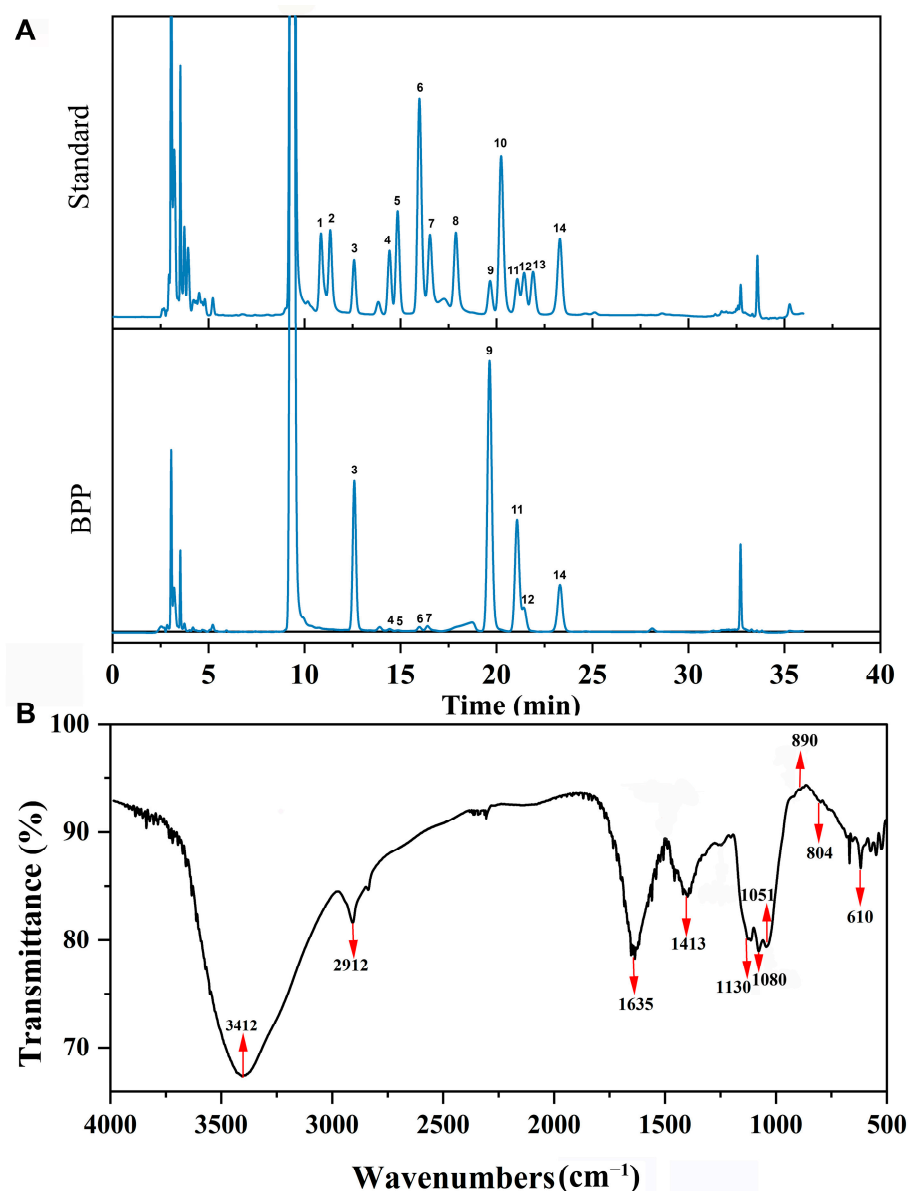 A
Standard
1 2 3 4 5 6 7 8 9 10 11 12 13 14
BPP
3 4 5 6 7 9 11 12 14
0 5 10 15 20 25 30 35 40
Time (min)
B
Transmittance (%)
100
90
80
70
3412
2912
1635
1413
1130
1080
1051
890
804
610
4000 3500 3000 2500 2000 1500 1000 500
Wavenumbers (cm⁻¹)